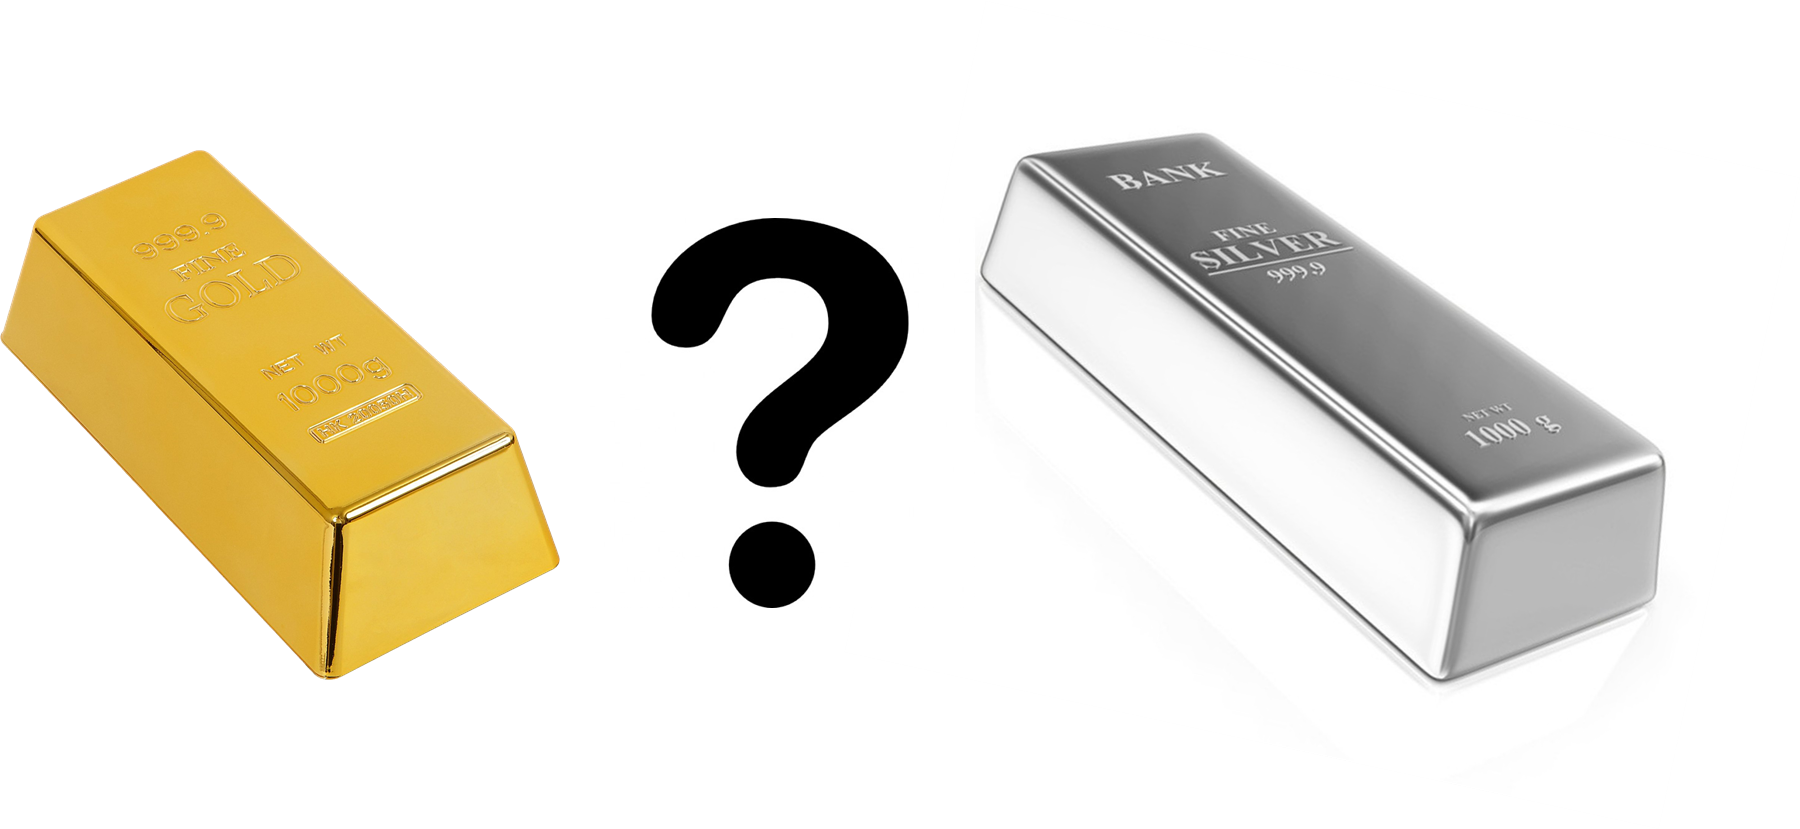 999.9
FINE
GOLD
NET WT
1000g
?
BANK
FINE
SILVER
999.9
NET WT
1000 g